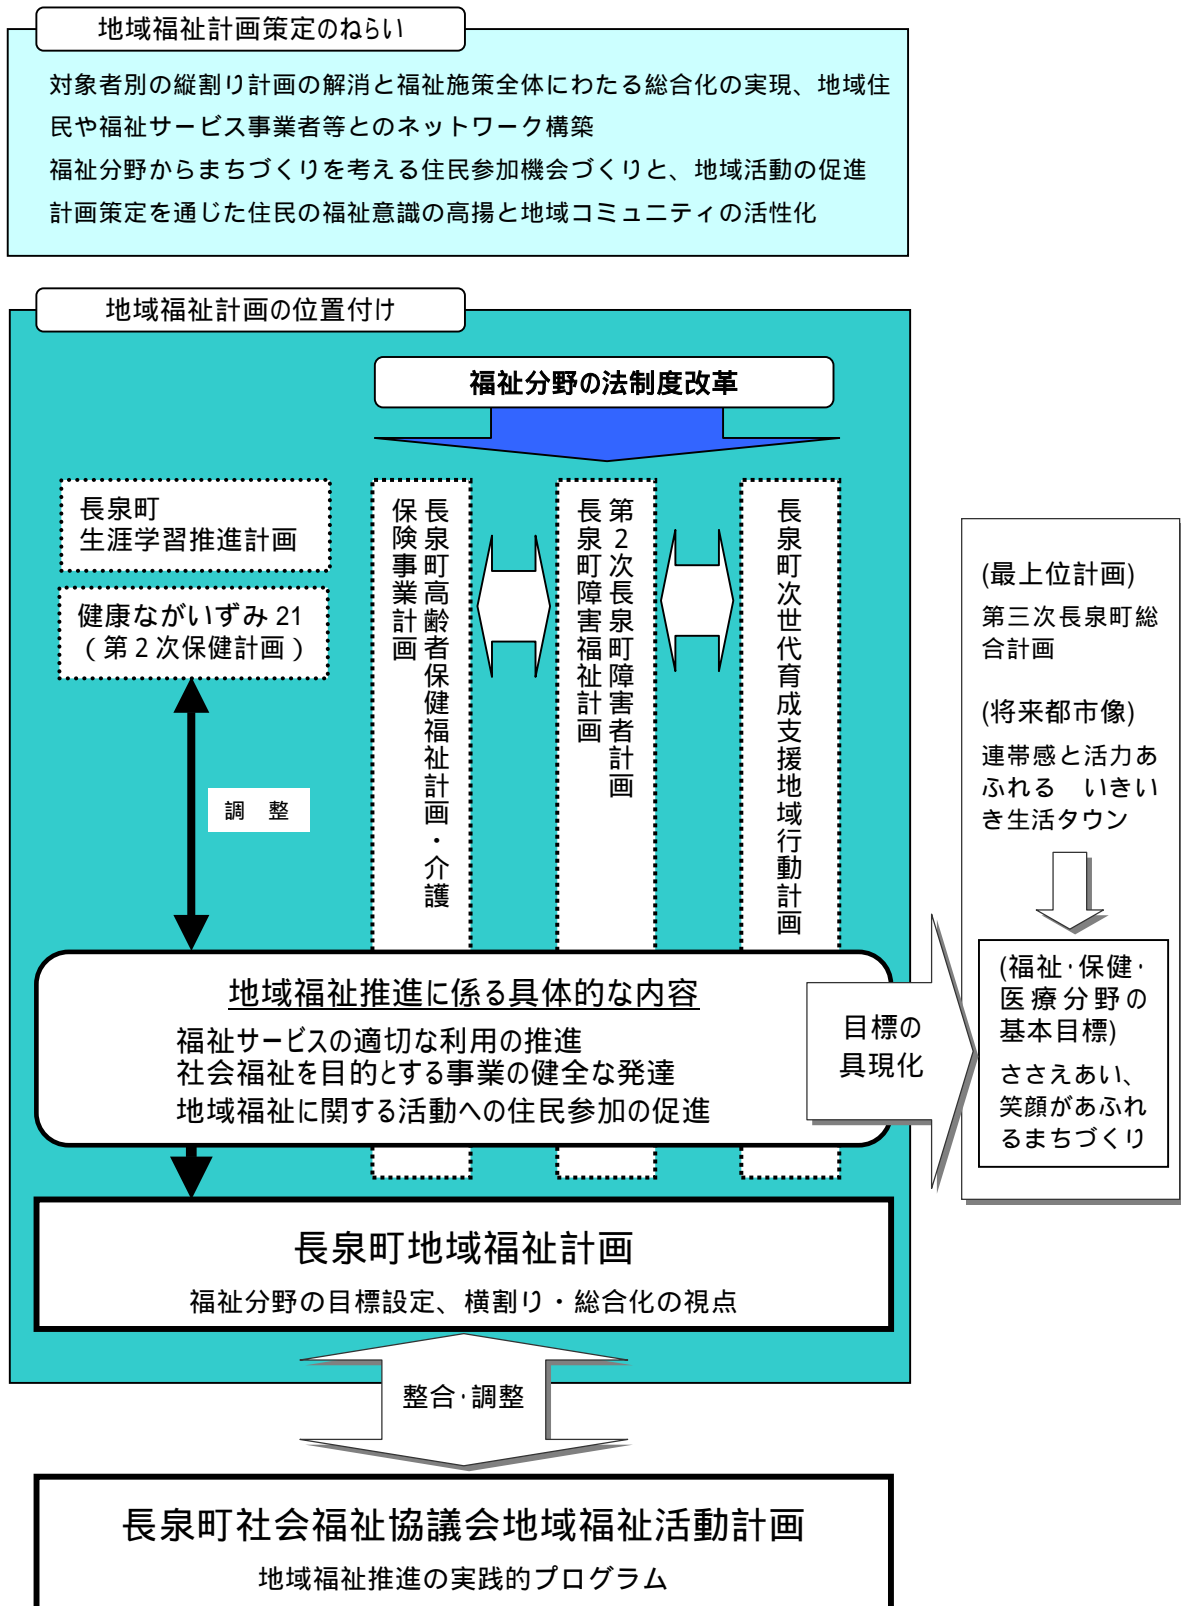 地域福祉計画策定のねらい
対象者別の縦割り計画の解消と福祉施策全体にわたる総合化の実現、地域住
民や福祉サービス事業者等とのネットワーク構築
福祉分野からまちづくりを考える住民参加機会づくりと、地域活動の促進
計画策定を通じた住民の福祉意識の高揚と地域コミュニティの活性化
地域福祉計画の位置付け
福祉分野の法制度改革
長泉町
生涯学習推進計画
健康ながいずみ 21
（第２次保健計画）
調　整
長泉町高齢者保健福祉計画・介護
保険事業計画
第２次長泉町障害者計画
長泉町障害福祉計画
長泉町次世代育成支援地域行動計画
地域福祉推進に係る具体的な内容
福祉サービスの適切な利用の推進
社会福祉を目的とする事業の健全な発達
地域福祉に関する活動への住民参加の促進
目標の
具現化
(最上位計画)
第三次長泉町総
合計画
(将来都市像)
連帯感と活力あ
ふれる　いきい
き生活タウン
(福祉・保健・
医療分野の
基本目標)
ささえあい、
笑顔があふれ
るまちづくり
長泉町地域福祉計画
福祉分野の目標設定、横割り・総合化の視点
整合・調整
長泉町社会福祉協議会地域福祉活動計画
地域福祉推進の実践的プログラム